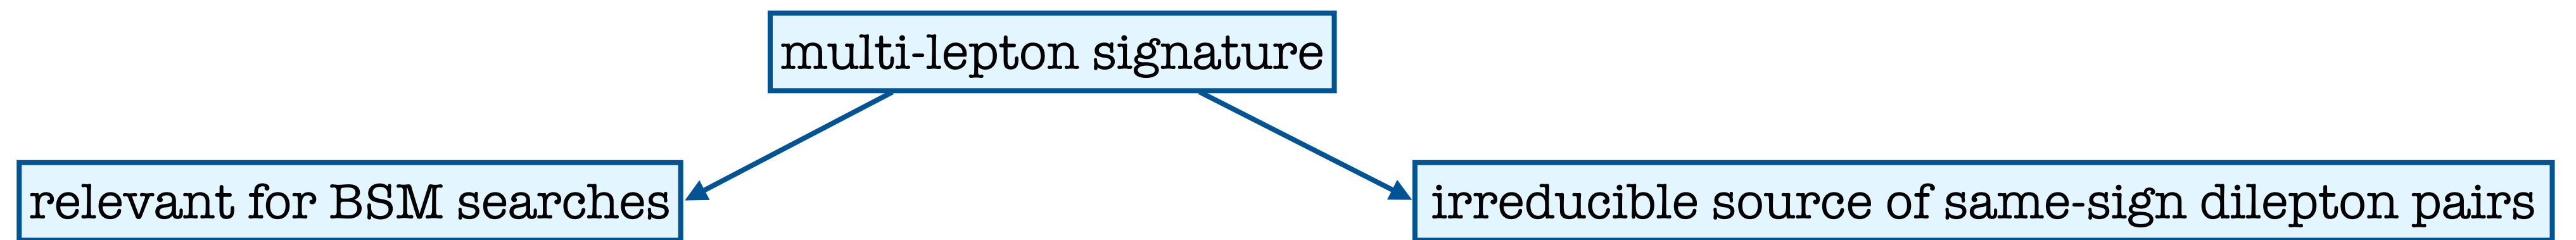 multi-lepton signature
relevant for BSM searches
irreducible source of same-sign dilepton pairs